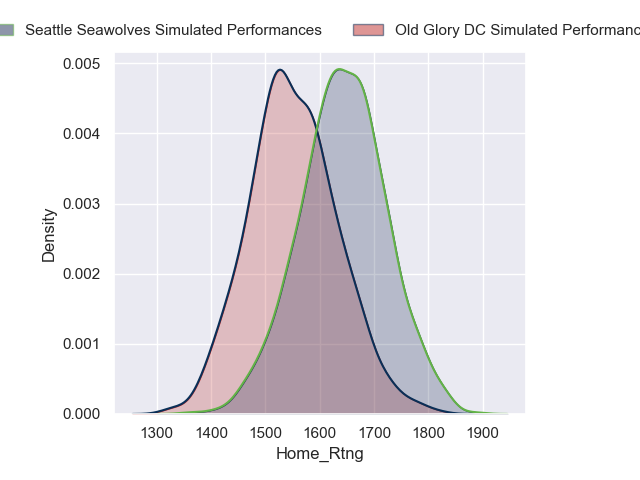 Seattle Seawolves Simulated Performances
Old Glory DC Simulated
0.005
0.004
0.003
0.002
0.001
0.000
Density
1300 1400 1500 1600 1700 1800 1900
Home_Rtng